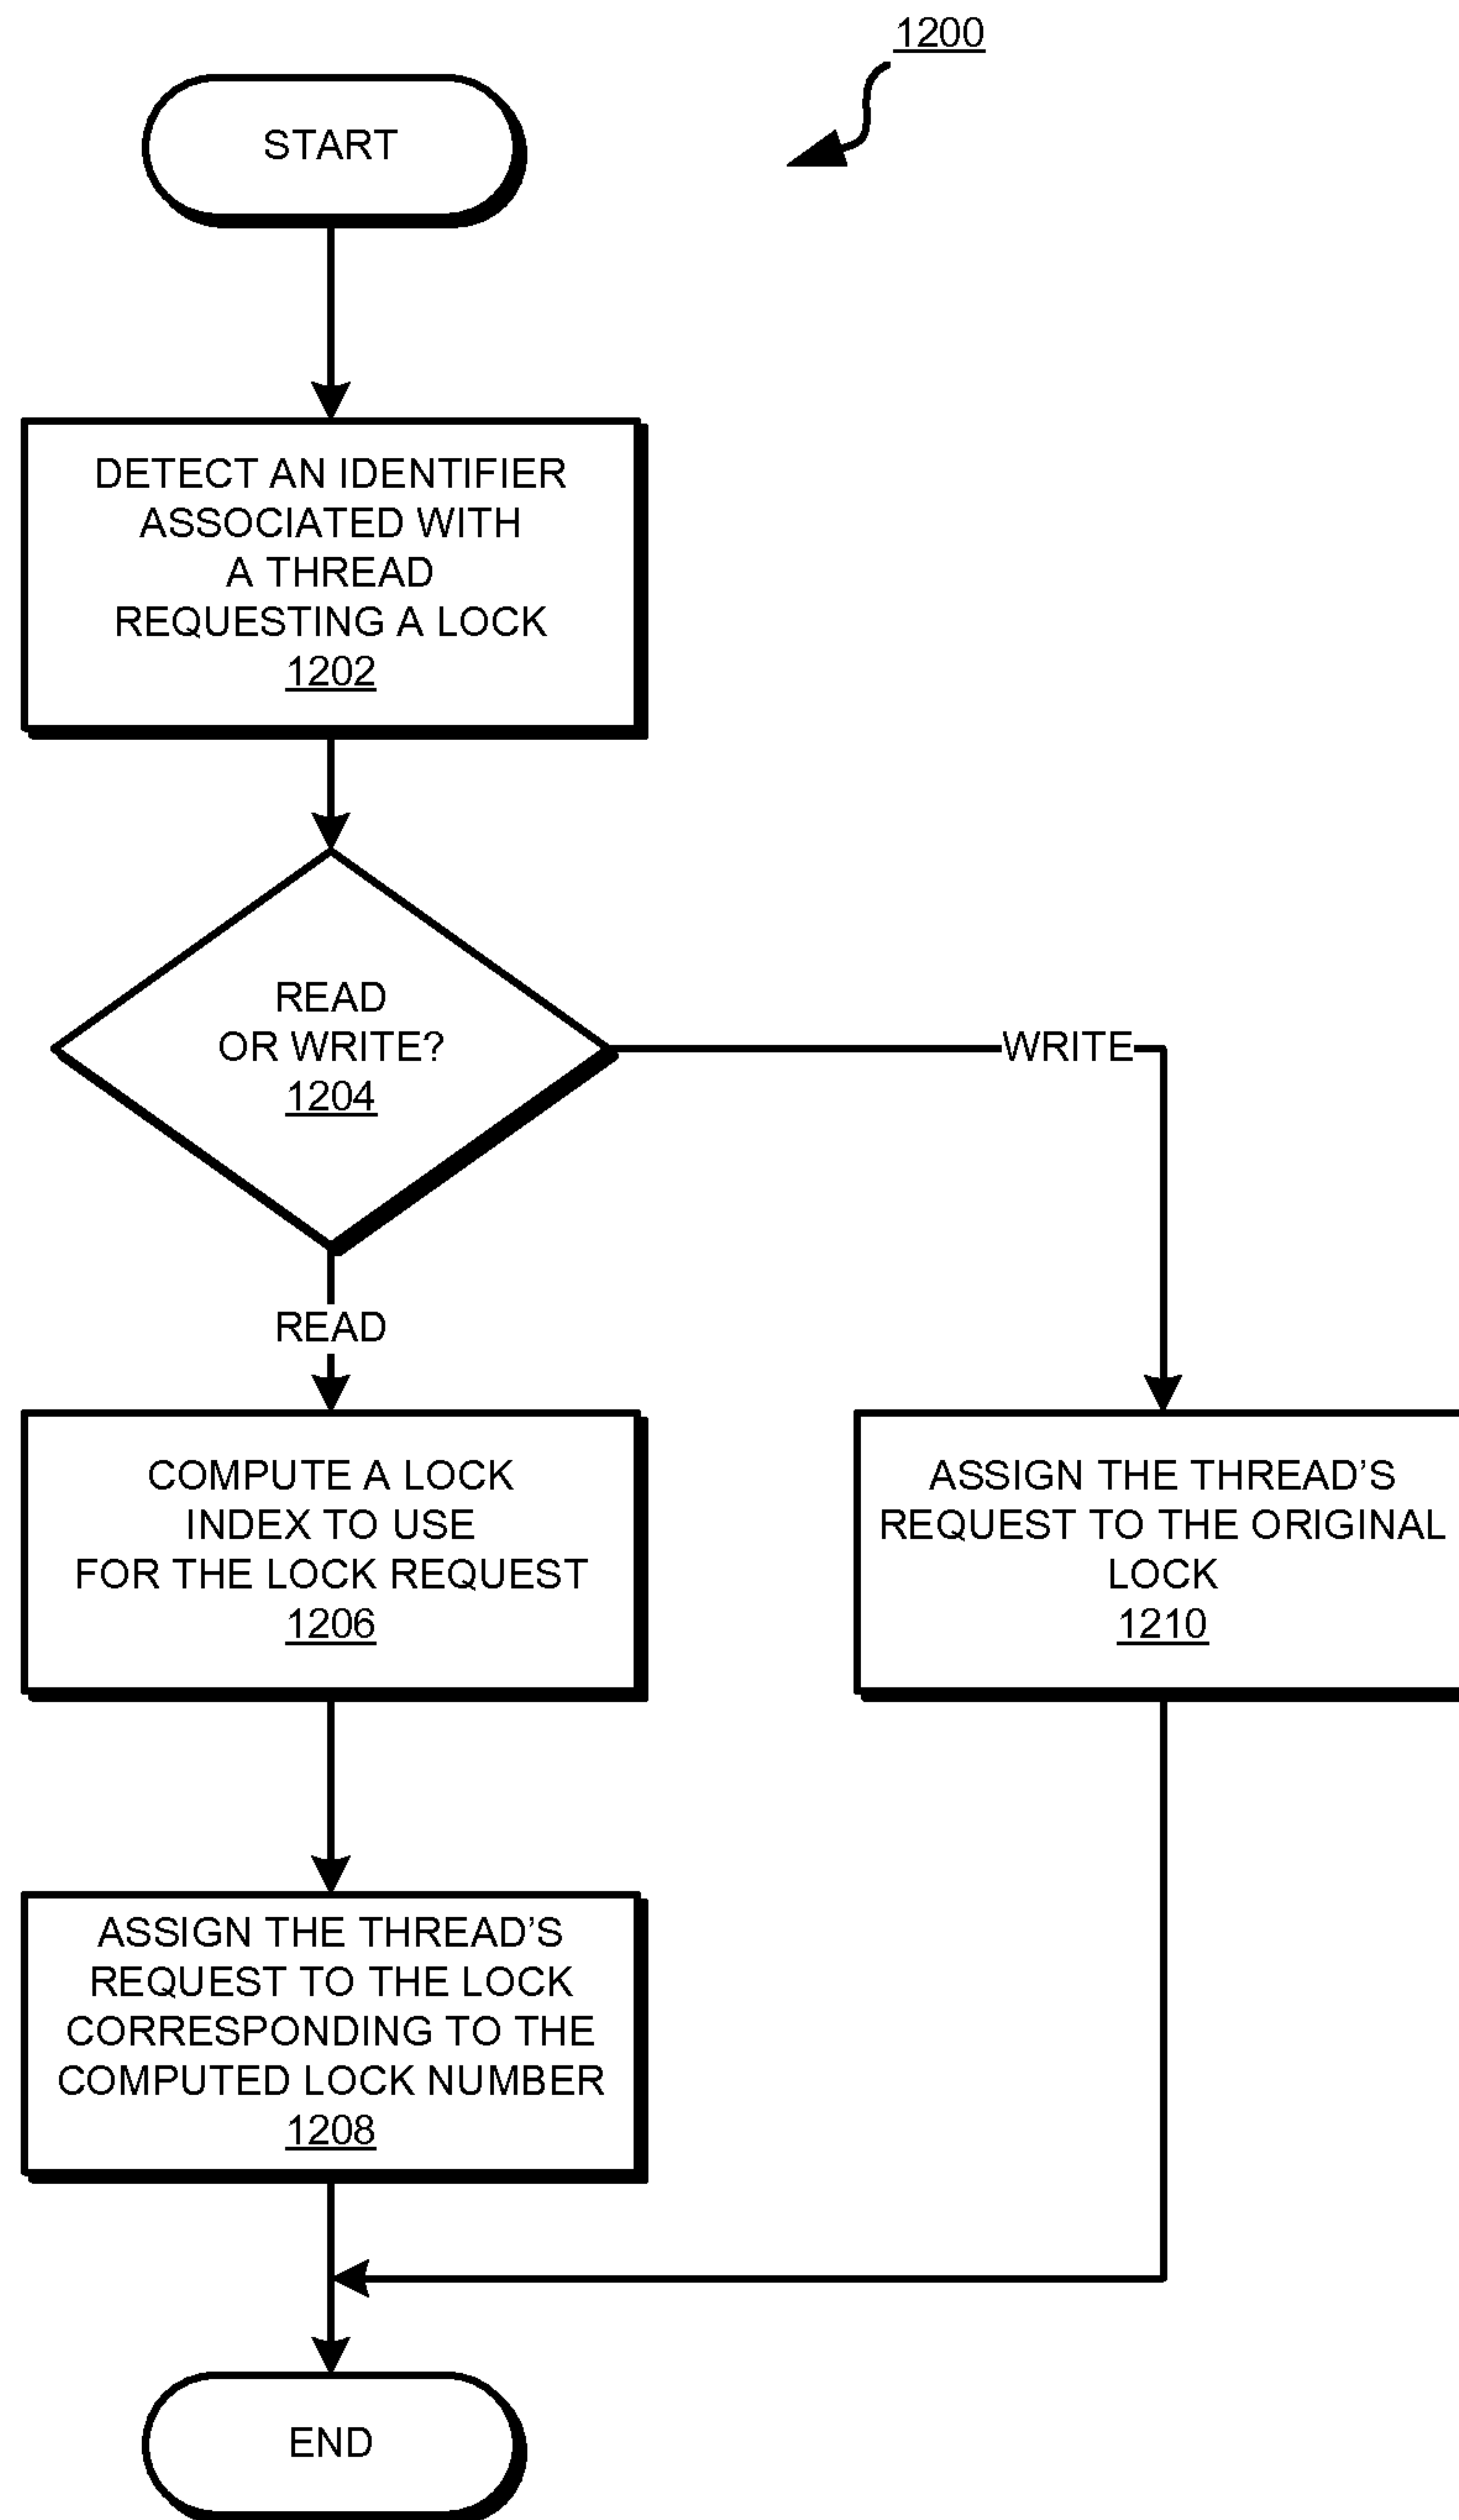 1200
START
DETECT AN IDENTIFIER
ASSOCIATED WITH
A THREAD
REQUESTING A LOCK
1202
READ
OR WRITE?
1204
WRITE
READ
COMPUTE A LOCK
INDEX TO USE
FOR THE LOCK REQUEST
1206
ASSIGN THE THREAD'S
REQUEST TO THE ORIGINAL
LOCK
1210
ASSIGN THE THREAD'S
REQUEST TO THE LOCK
CORRESPONDING TO THE
COMPUTED LOCK NUMBER
1208
END